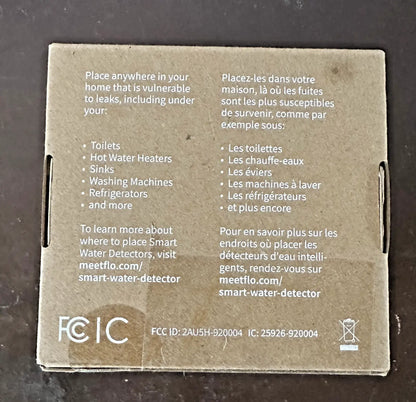 Place anywhere in your
home that is vulnerable
to leaks, including under
your:
• Toilets
• Hot Water Heaters
• Sinks
• Washing Machines
• Refrigerators
• and more
To learn more about
where to place Smart
Water Detectors, visit
meetflo.com/
smart-water-detector
Placez-les dans votre
maison, là où les fuites
sont les plus susceptibles
de survenir, comme par
exemple sous:
• Les toilettes
• Les chauffe-eaux
• Les éviers
• Les machines à laver
• Les réfrigérateurs
• et plus encore
Pour en savoir plus sur les
endroits où placer les
détecteurs d'eau intelli-
gents, rendez-vous sur
meetflo.com/
smart-water-detector
FC IC FCC ID: 2AU5H-920004 IC: 25926-920004